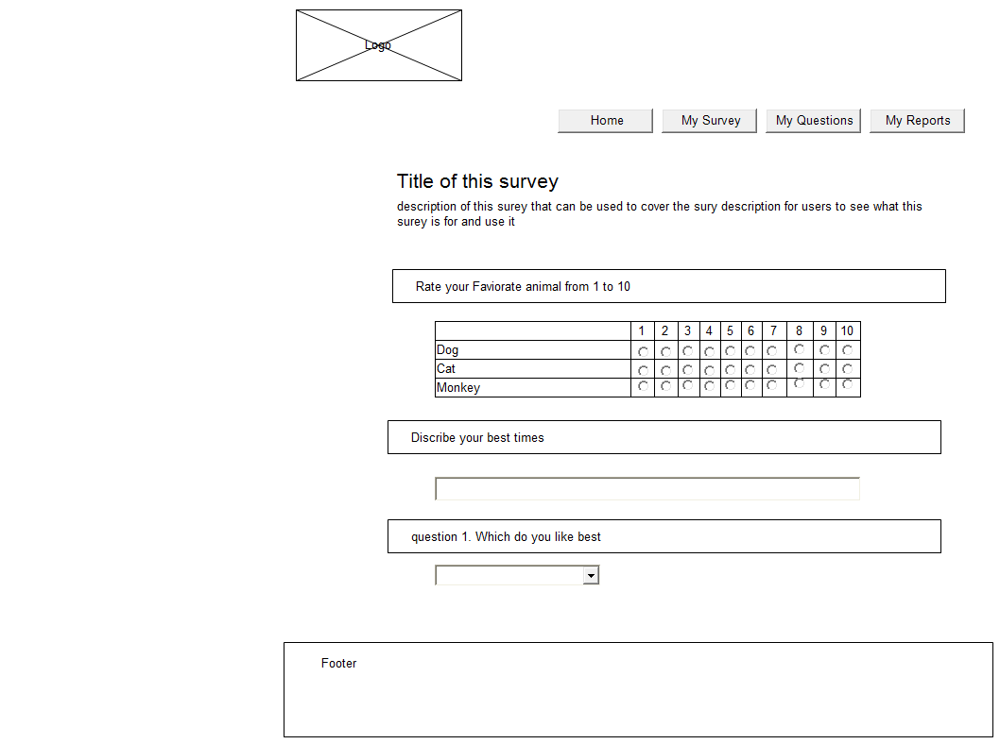 Logo
Home My Survey My Questions My Reports
Title of this survey
description of this surey that can be used to cover the sury description for users to see what this
surey is for and use it
Rate your Faviorate animal from 1 to 10
1 2 3 4 5 6 7 8 9 10
Dog
Cat
Monkey
Discribe your best times
question 1. Which do you like best
Footer